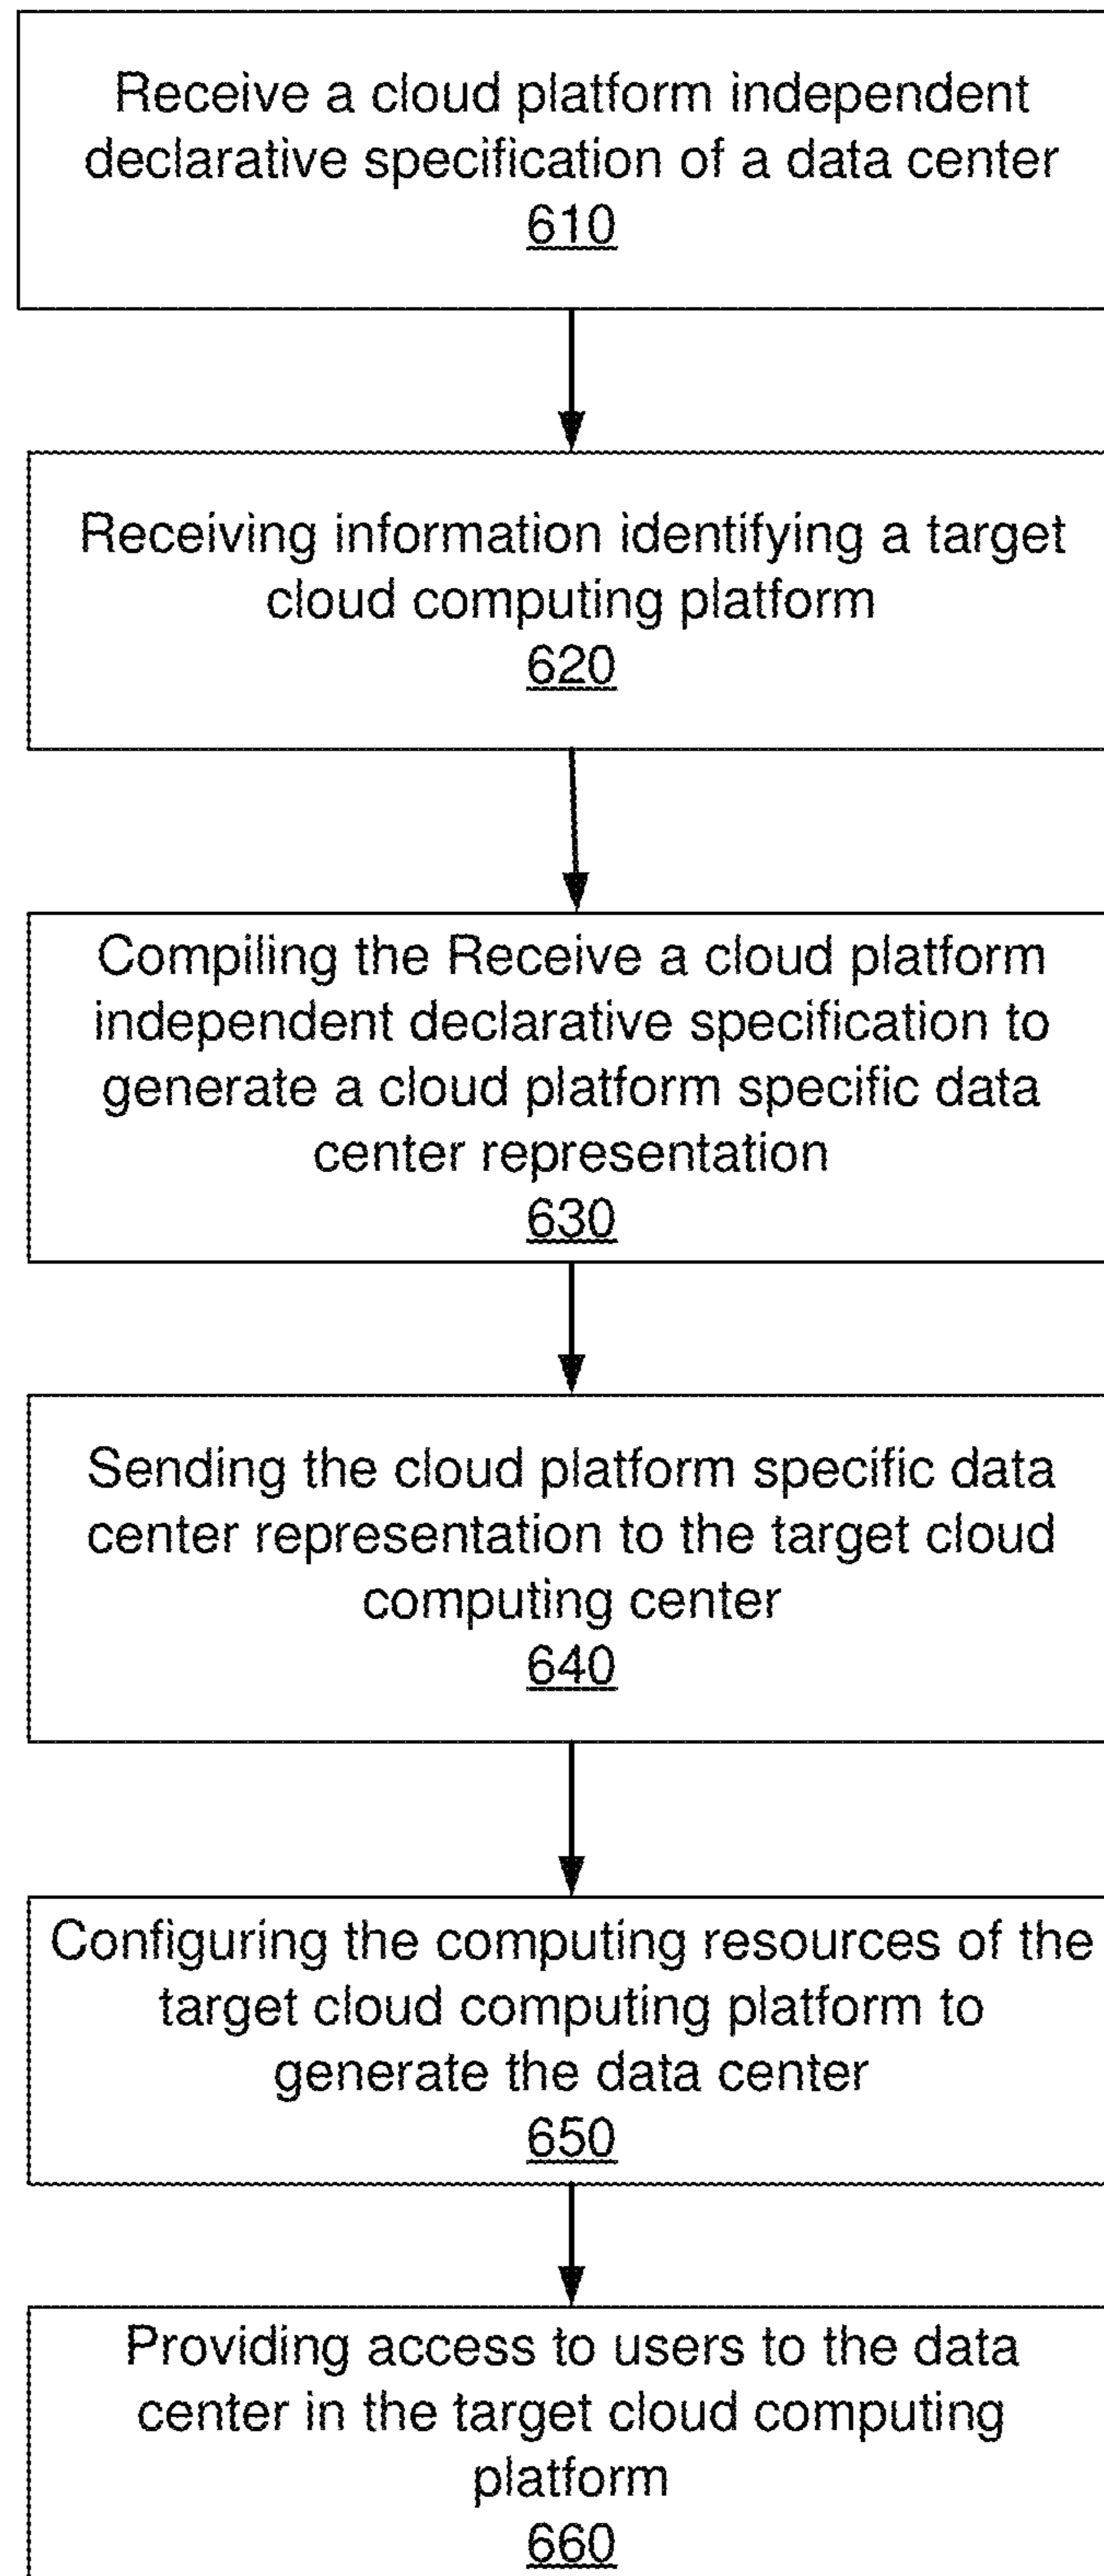 Receive a cloud platform independent
declarative specification of a data center
610
Receiving information identifying a target
cloud computing platform
620
Compiling the Receive a cloud platform
independent declarative specification to
generate a cloud platform specific data
center representation
630
Sending the cloud platform specific data
center representation to the target cloud
computing center
640
Configuring the computing resources of the
target cloud computing platform to
generate the data center
650
Providing access to users to the data
center in the target cloud computing
platform
660